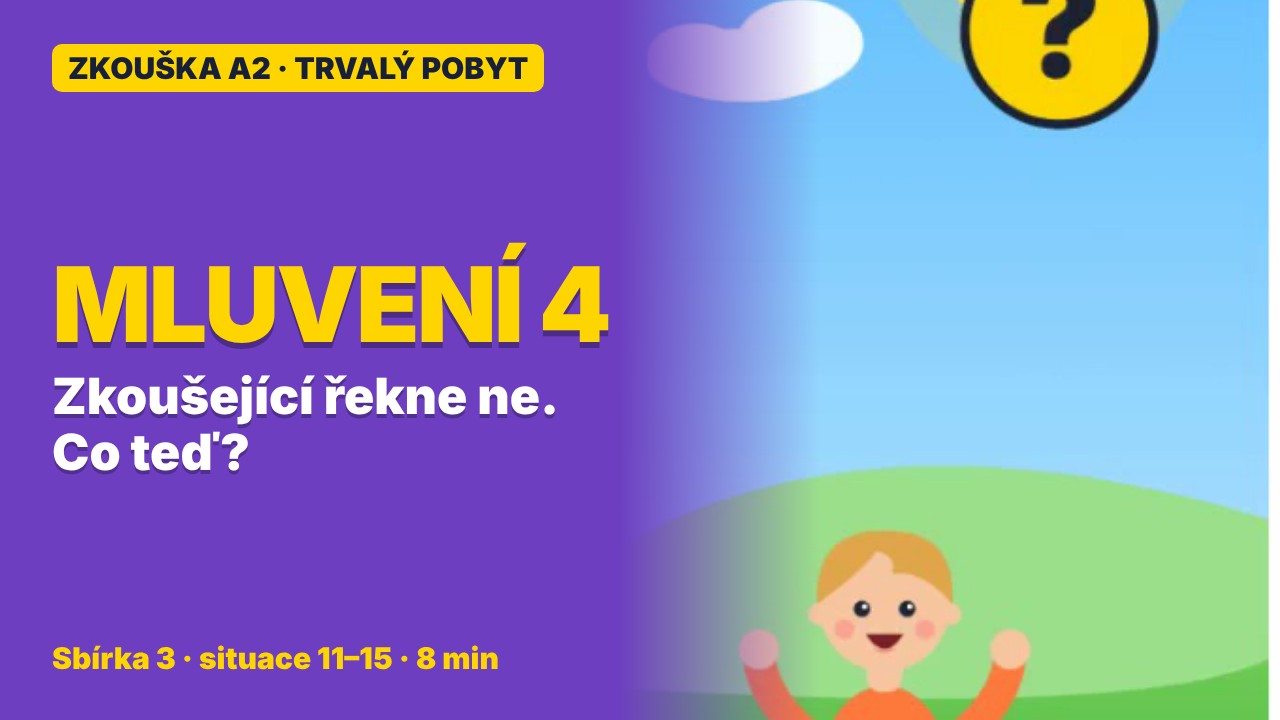 ZKOUŠKA A2 · TRVALÝ POBYT
?
MLUVENÍ 4
Zkoušející řekne ne.
Co teď?
Sbírka 3 · situace 11–15 · 8 min